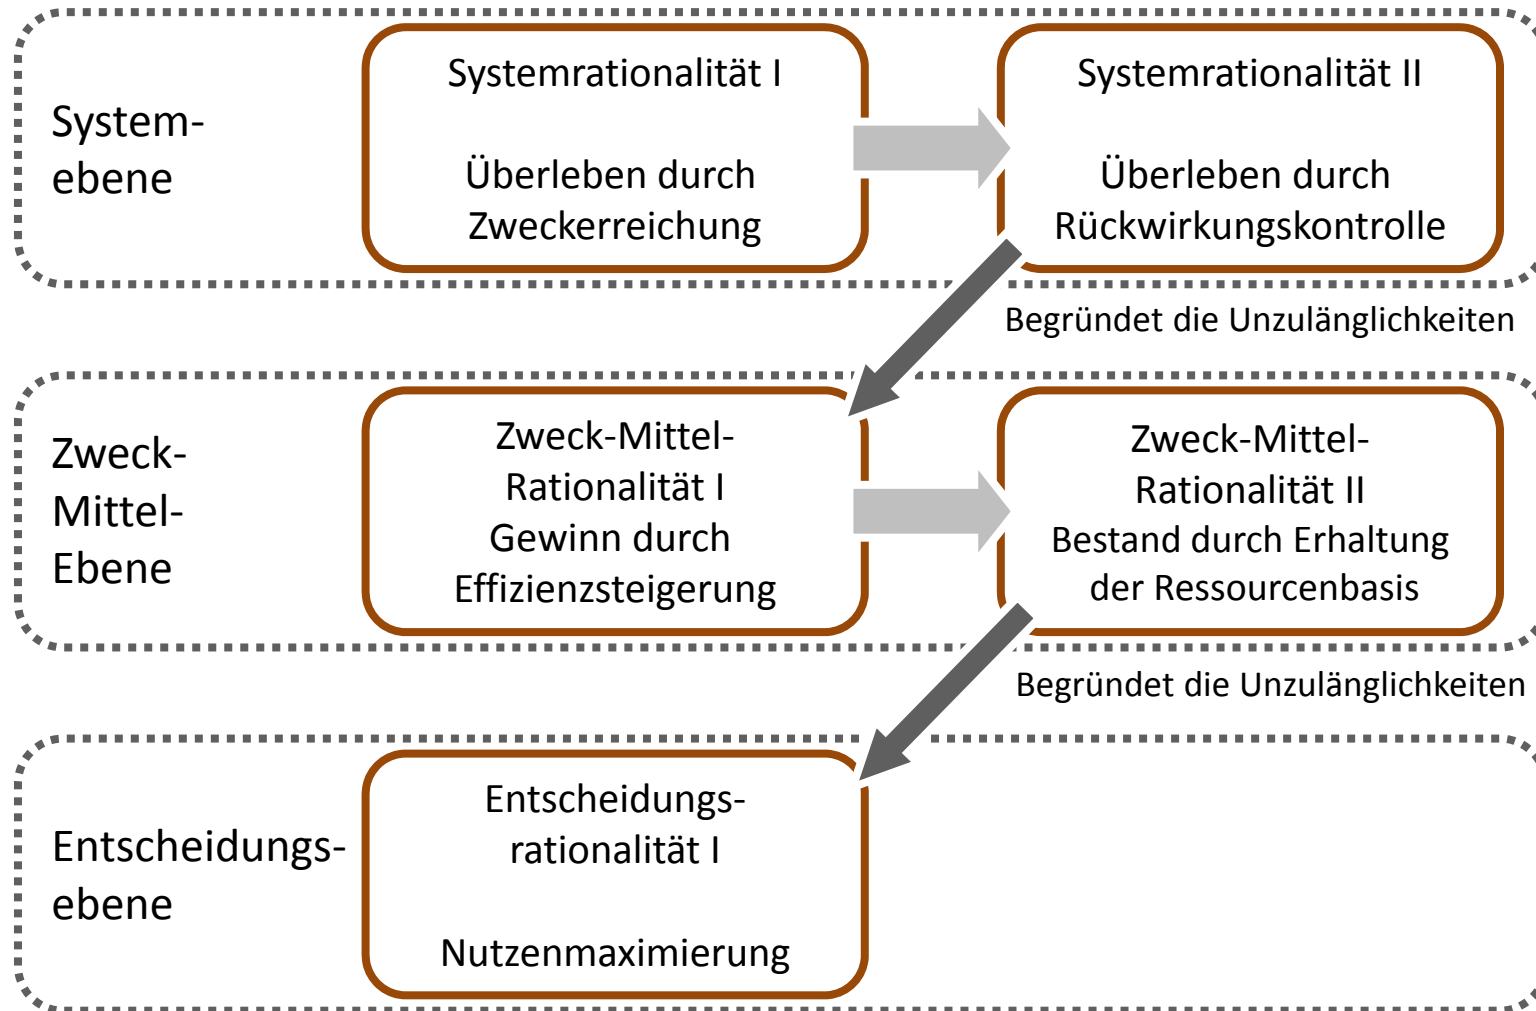 System-
ebene
Systemrationalität I
Überleben durch
Zweckerreichung
Systemrationalität II
Überleben durch
Rückwirkungskontrolle
Begründet die Unzulänglichkeiten
Zweck-
Mittel-
Ebene
Zweck-Mittel-
Rationalität I
Gewinn durch
Effizienzsteigerung
Zweck-Mittel-
Rationalität II
Bestand durch Erhaltung
der Ressourcenbasis
Begründet die Unzulänglichkeiten
Entscheidungs-
ebene
Entscheidungs-
rationalität I
Nutzenmaximierung